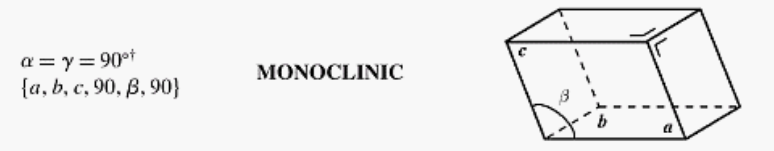 α = γ = 90°†
{a, b, c, 90, β, 90}
MONOCLINIC
c
β
b
a